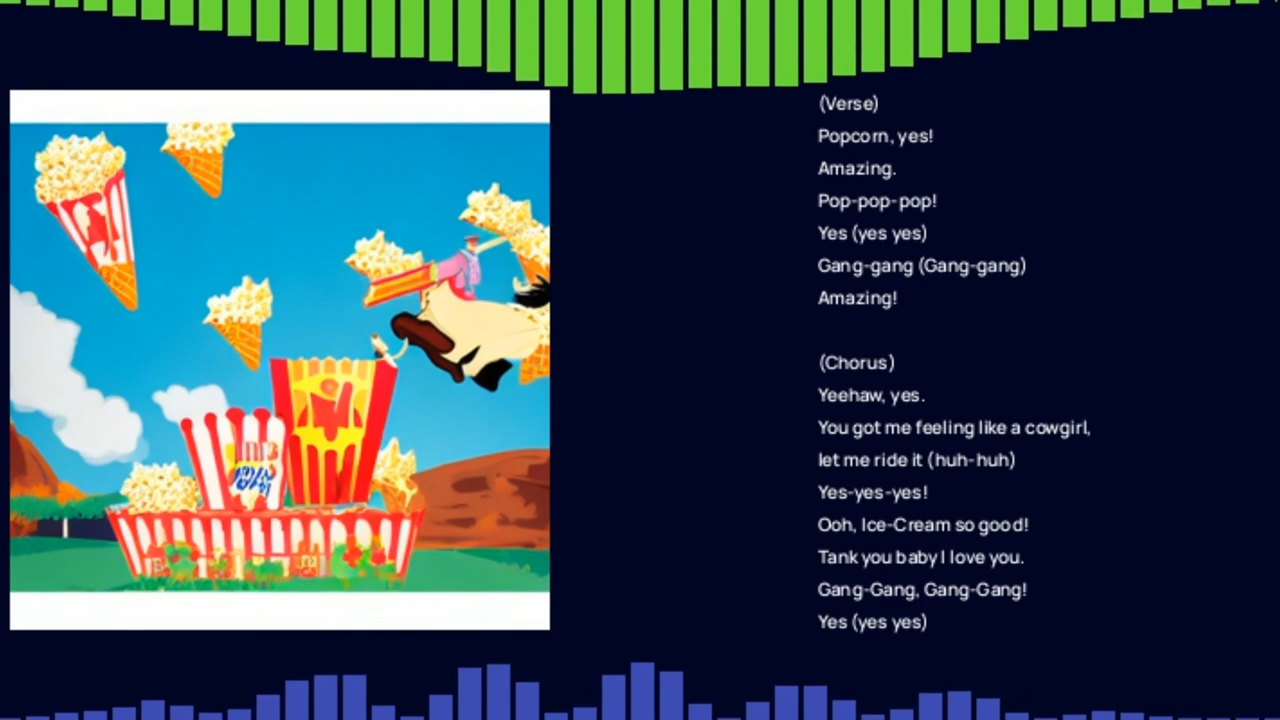 (Verse)
Popcorn, yes!
Amazing.
Pop-pop-pop!
Yes (yes yes)
Gang-gang (Gang-gang)
Amazing!
(Chorus)
Yeehaw, yes.
You got me feeling like a cowgirl,
let me ride it (huh-huh)
Yes-yes-yes!
Ooh, Ice-Cream so good!
Tank you baby I love you.
Gang-Gang, Gang-Gang!
Yes (yes yes)